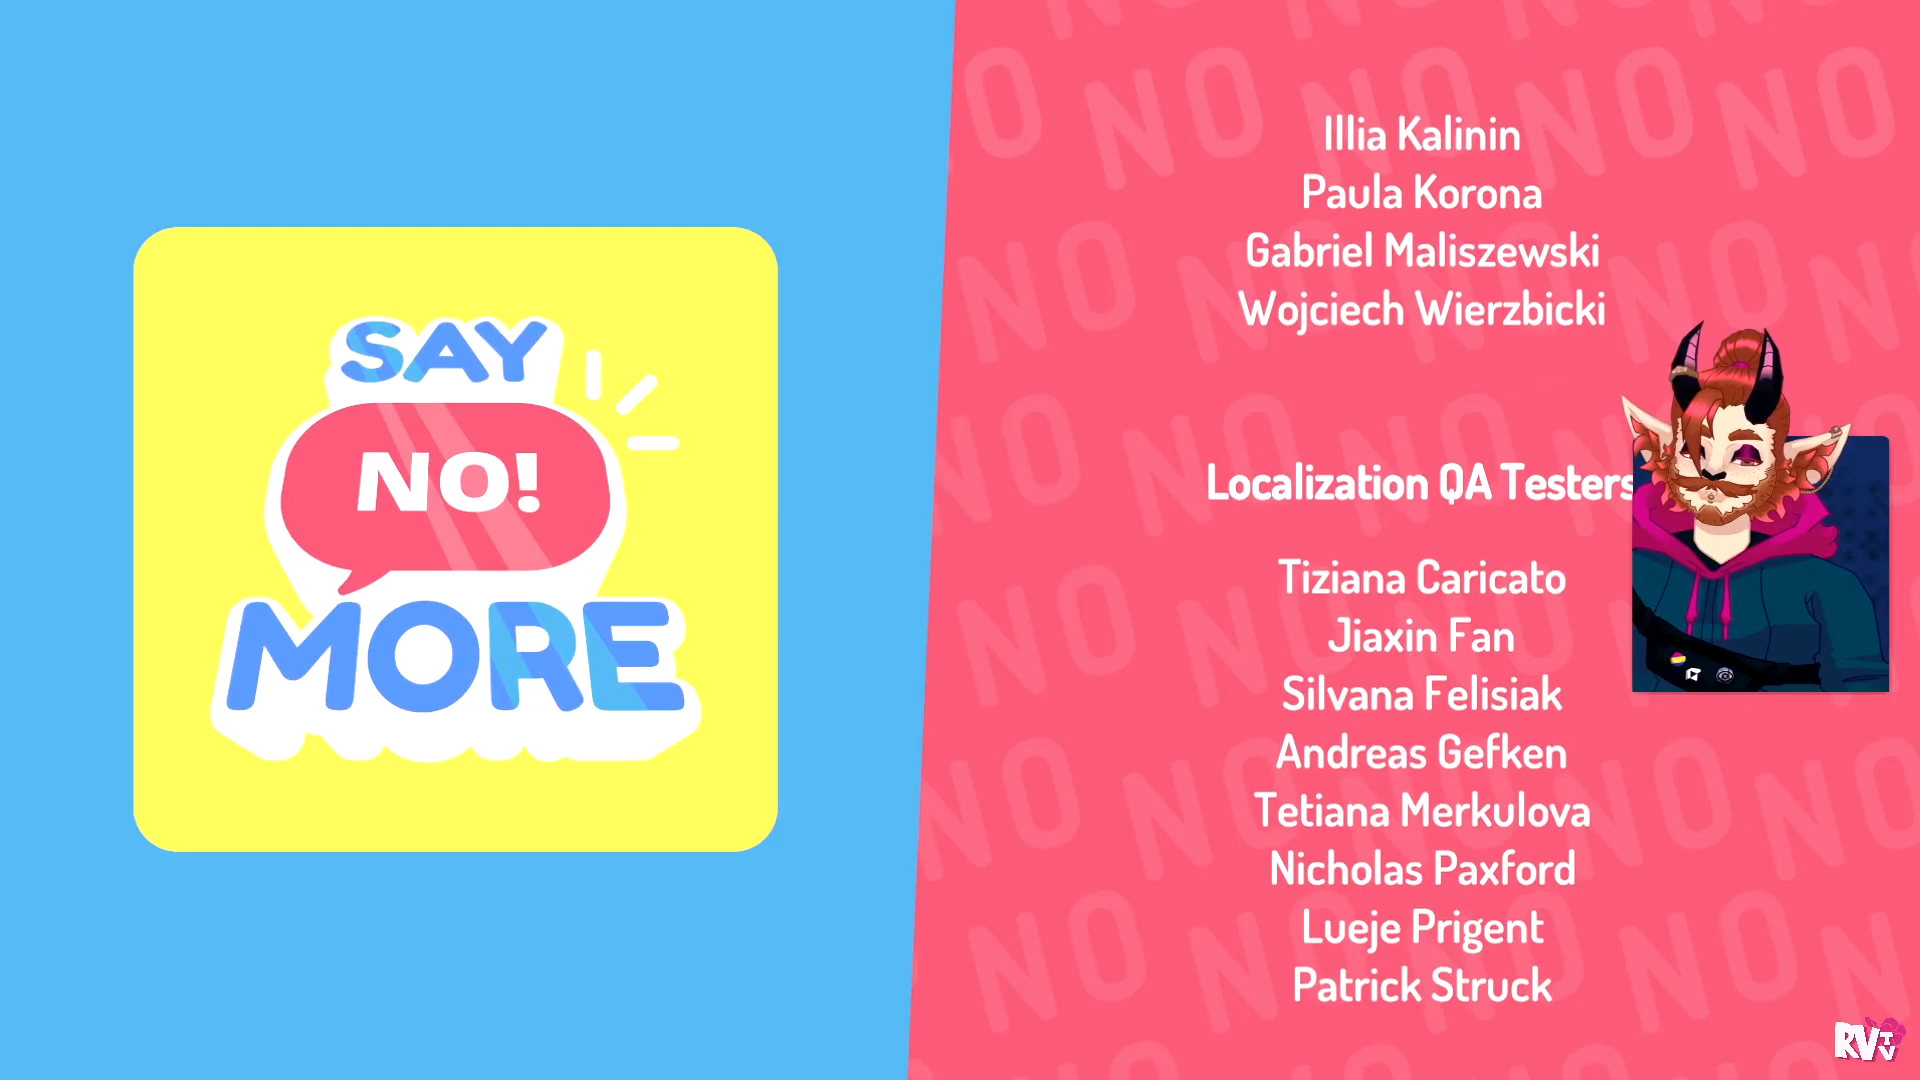 SAY
NO!
MORE
Illia Kalinin
Paula Korona
Gabriel Maliszewski
Wojciech Wierzbicki
Localization QA Testers
Tiziana Caricato
Jiaxin Fan
Silvana Felisiak
Andreas Gefken
Tetiana Merkulova
Nicholas Paxford
Lueje Prigent
Patrick Struck
RVTV